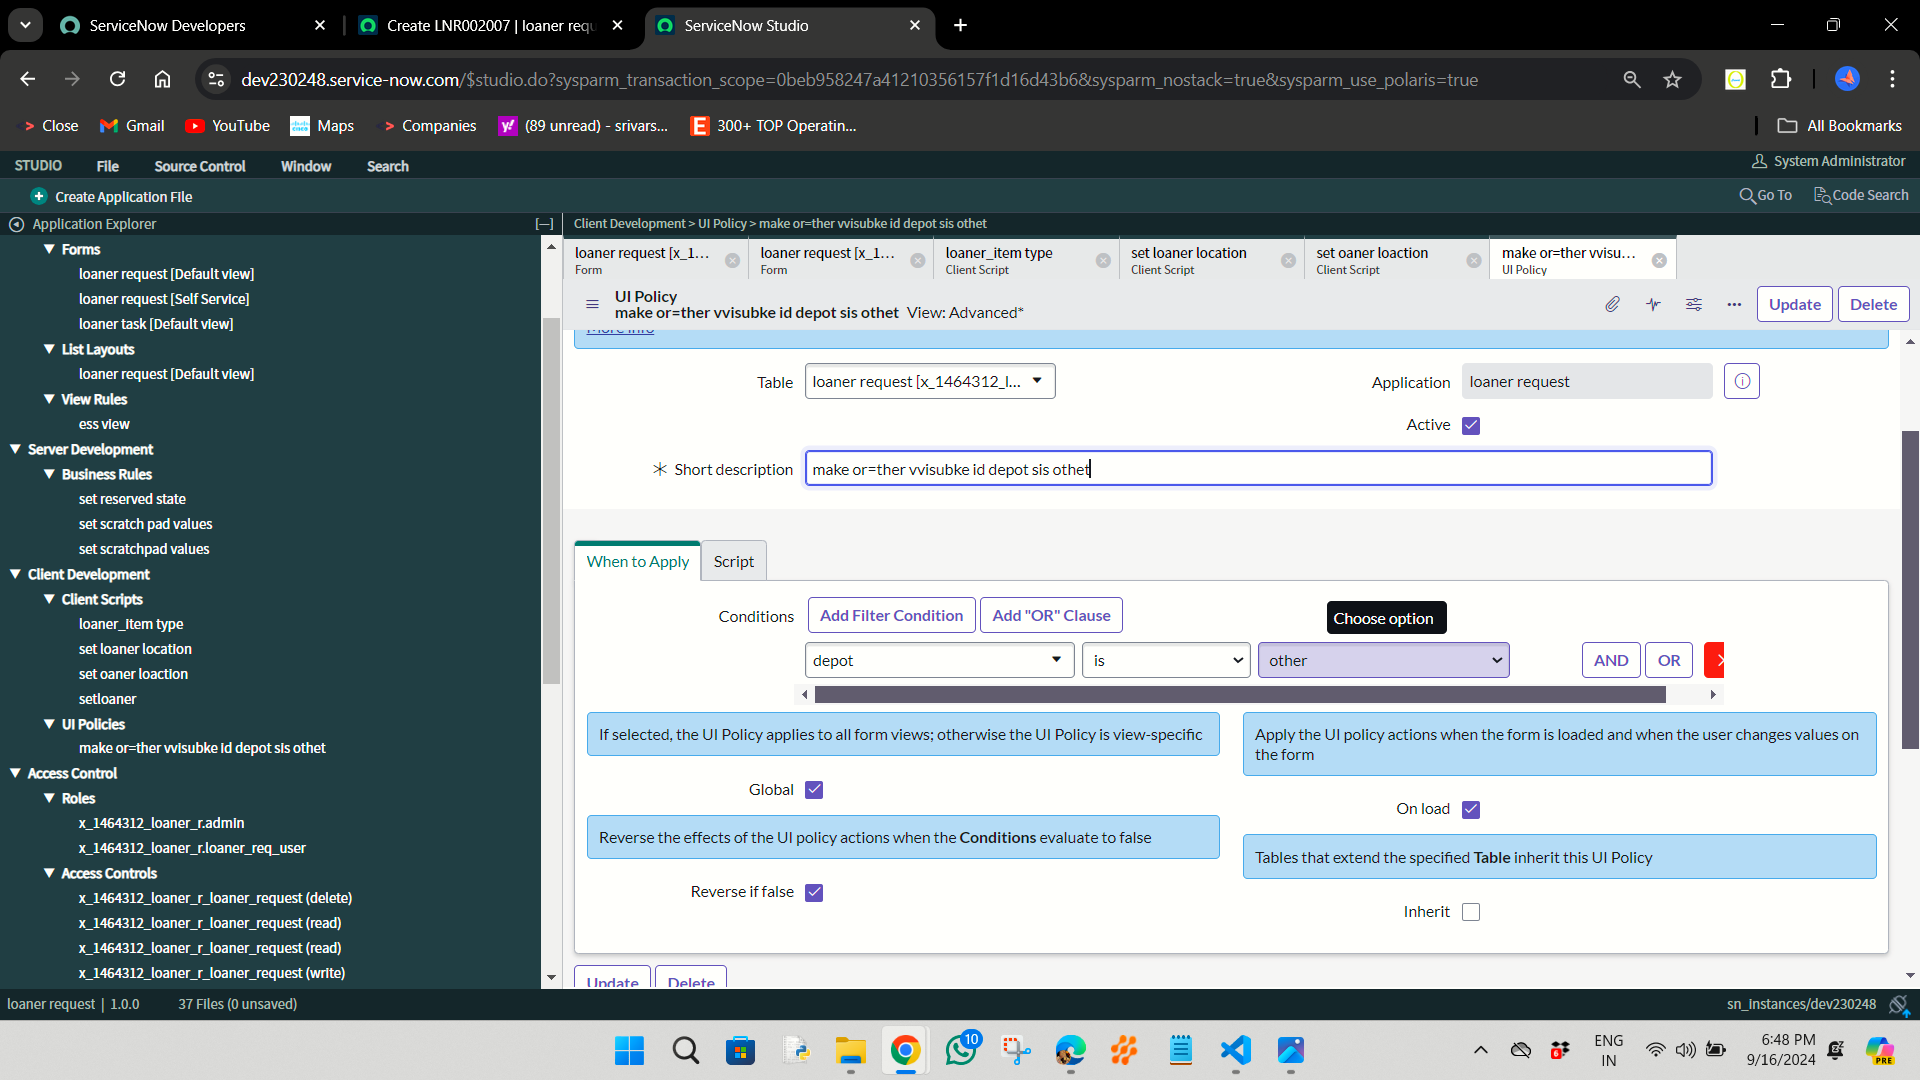 ServiceNow Developers
Create LNR002007 | loaner requ
ServiceNow Studio
dev230248.service-now.com/$studio.do?sysparm_transaction_scope=0beb958247a41210356157f1d16d43b6&sysparm_nostack=true&sysparm_use_polaris=true
Close
Gmail
YouTube
Maps
Companies
(89 unread) - srivars...
300+ TOP Operatin...
All Bookmarks
STUDIO
File
Source Control
Window
Search
System Administrator
Create Application File
Go To
Code Search
Application Explorer
Forms
loaner request [Default view]
loaner request [Self Service]
loaner task [Default view]
List Layouts
loaner request [Default view]
View Rules
ess view
Server Development
Business Rules
set reserved state
set scratch pad values
set scratchpad values
Client Development
Client Scripts
loaner_item type
set loaner location
set oaner loaction
setloaner
UI Policies
make or=ther vvisubke id depot sis othet
Access Control
Roles
x_1464312_loaner_r.admin
x_1464312_loaner_r.loaner_req_user
Access Controls
x_1464312_loaner_r_loaner_request (delete)
x_1464312_loaner_r_loaner_request (read)
x_1464312_loaner_r_loaner_request (read)
x_1464312_loaner_r_loaner_request (write)
Client Development > UI Policy > make or=ther vvisubke id depot sis othet
loaner request [x_1...
Form
loaner request [x_1...
Form
loaner_item type
Client Script
set loaner location
Client Script
set oaner loaction
Client Script
make or=ther vvisu...
UI Policy
UI Policy
make or=ther vvisubke id depot sis othet View: Advanced*
Update
Delete
More Info
Table
loaner request [x_1464312_l...
Application
loaner request
Active
Short description
make or=ther vvisubke id depot sis othet
When to Apply
Script
Conditions
Add Filter Condition
Add "OR" Clause
Choose option
depot
is
other
AND
OR
If selected, the UI Policy applies to all form views; otherwise the UI Policy is view-specific
Global
Reverse the effects of the UI policy actions when the Conditions evaluate to false
Reverse if false
Apply the UI policy actions when the form is loaded and when the user changes values on
the form
On load
Tables that extend the specified Table inherit this UI Policy
Inherit
Update
Delete
loaner request | 1.0.0
37 Files (0 unsaved)
sn_instances/dev230248
10
6
ENG
IN
6:48 PM
9/16/2024
PRE